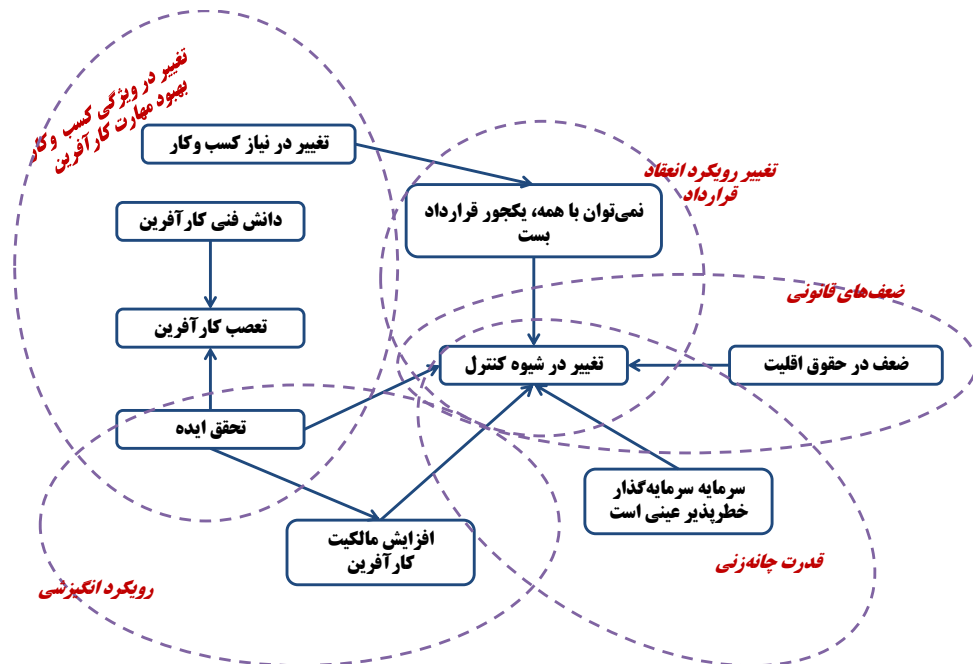 تغییر در ویژگی کسب وکار
بهبود مهارت کارآفرین
تغییر در نیاز کسب وکار
تغییر رویکرد انعقاد
قرارداد
نمی‌توان با همه، یکجور قرارداد
بست
دانش فنی کارآفرین
ضعف‌های قانونی
تعصب کارآفرین
تغییر در شیوه کنترل
ضعف در حقوق اقلیت
تحقق ایده
سرمایه سرمایه‌گذار
خطرپذیر عینی است
افزایش مالکیت
کارآفرین
قدرت چانه‌زنی
رویکرد انگیزشی